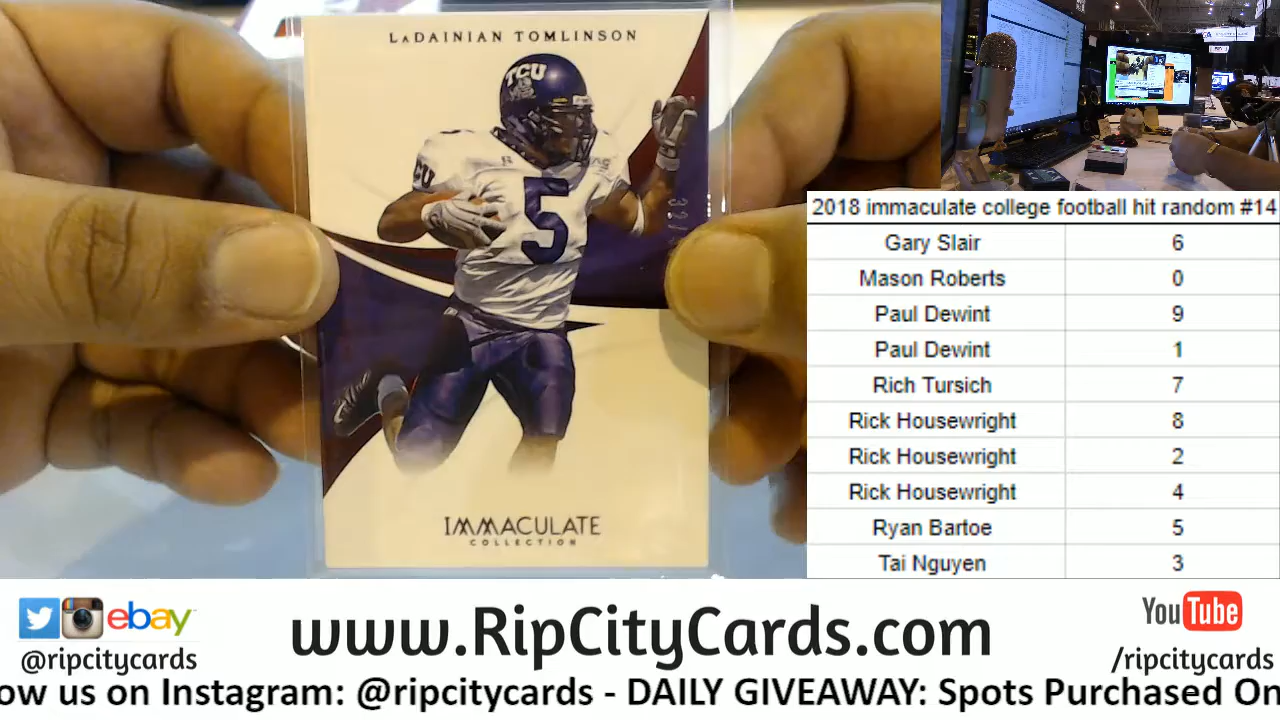 LADAINIAN TOMLINSON
TCU
CU
5
5
IMMACULATE
COLLECTION
2018 immaculate college football hit random #14
Gary Slair 6
Mason Roberts 0
Paul Dewint 9
Paul Dewint 1
Rich Tursich 7
Rick Housewright 8
Rick Housewright 2
Rick Housewright 4
Ryan Bartoe 5
Tai Nguyen 3
ebay
@ripcitycards
www.RipCityCards.com
YouTube
/ripcitycards
ow us on Instagram: @ripcitycards - DAILY GIVEAWAY: Spots Purchased On